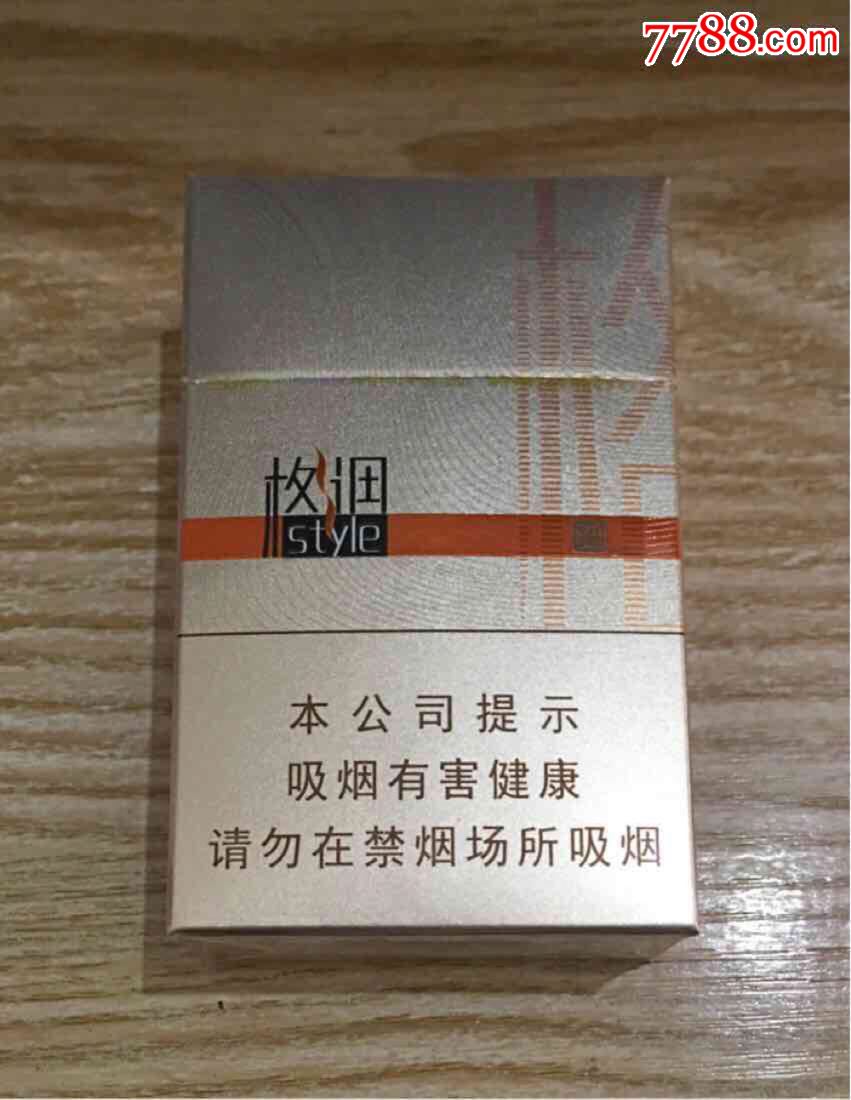 7788.com
格润
style
本公司提示
吸烟有害健康
请勿在禁烟场所吸烟